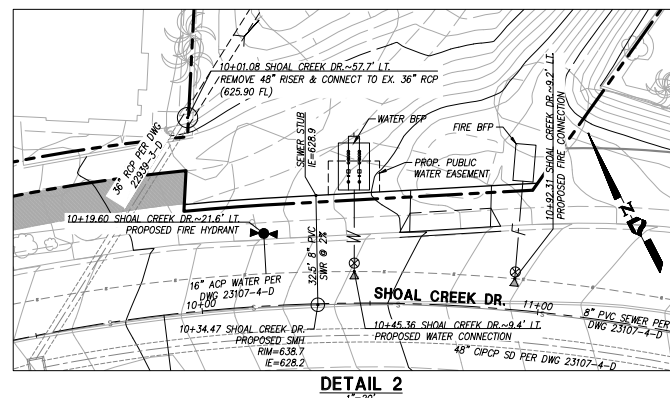 10+01.08 SHOAL CREEK DR.~57.7' LT.
REMOVE 48" RISER & CONNECT TO EX. 36" RCP
(625.90 FL)
36" RCP PER DWG
22939-3-D
SEWER STUB
IE=628.9
WATER BFP
FIRE BFP
PROP. PUBLIC
WATER EASEMENT
10+92.31 SHOAL CREEK DR.~9.2' LT.
PROPOSED FIRE CONNECTION
10+19.60 SHOAL CREEK DR.~21.6' LT.
PROPOSED FIRE HYDRANT
32.5' 8" PVC
SWR @ 2%
W
F
N
16" ACP WATER PER
DWG 23107-4-D
10+00
SHOAL CREEK DR.
11+00
8" PVC SEWER PER
DWG 23107-4-D
10+34.47 SHOAL CREEK DR.
PROPOSED SMH
RIM=638.7
IE=628.2
10+45.36 SHOAL CREEK DR.~9.4' LT.
PROPOSED WATER CONNECTION
48" CIPCP SD PER DWG 23107-4-D
DETAIL 2
1"=20'